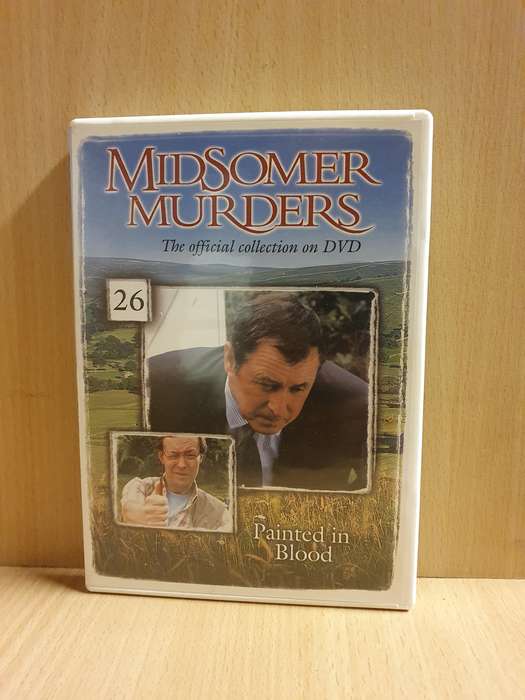 MIDSOMER
MURDERS
The official collection on DVD
26
Painted in
Blood